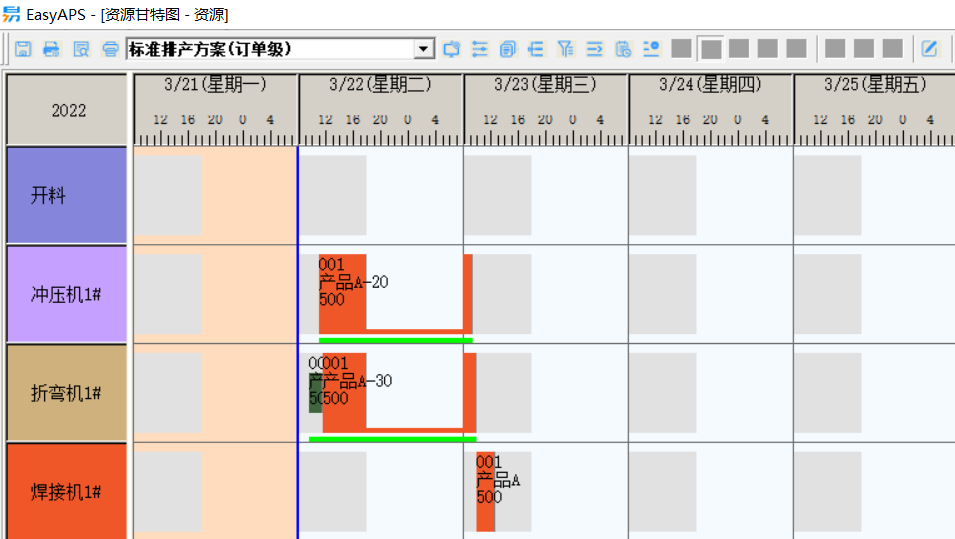 EasyAPS - [资源甘特图 - 资源]
标准排产方案(订单级)
2022
3/21(星期一)
3/22(星期二)
3/23(星期三)
3/24(星期四)
3/25(星期五)
12 16 20 0 4
12 16 20 0 4
12 16 20 0 4
12 16 20 0 4
12 16 20 0 4
开料
冲压机1#
001
产品A-20
500
折弯机1#
001
产品A-30
500
焊接机1#
001
产品A
500